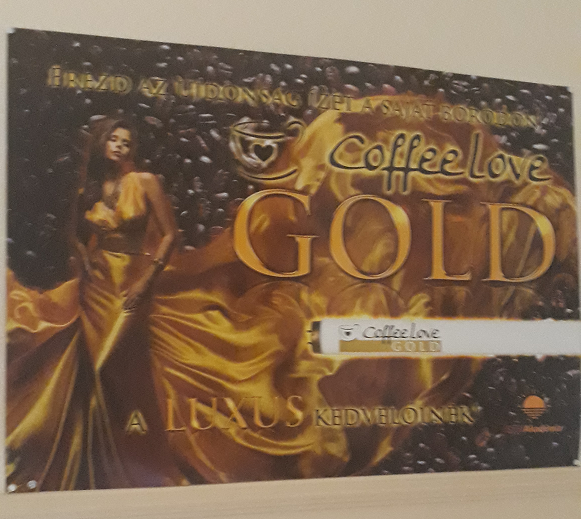 ÉREZD AZ ÚJDONSÁG ÍZÉT A SAJÁT BŐRÖDÖN
Coffee Love
GOLD
Coffee Love
GOLD
A LUXUS KEDVELŐINEK